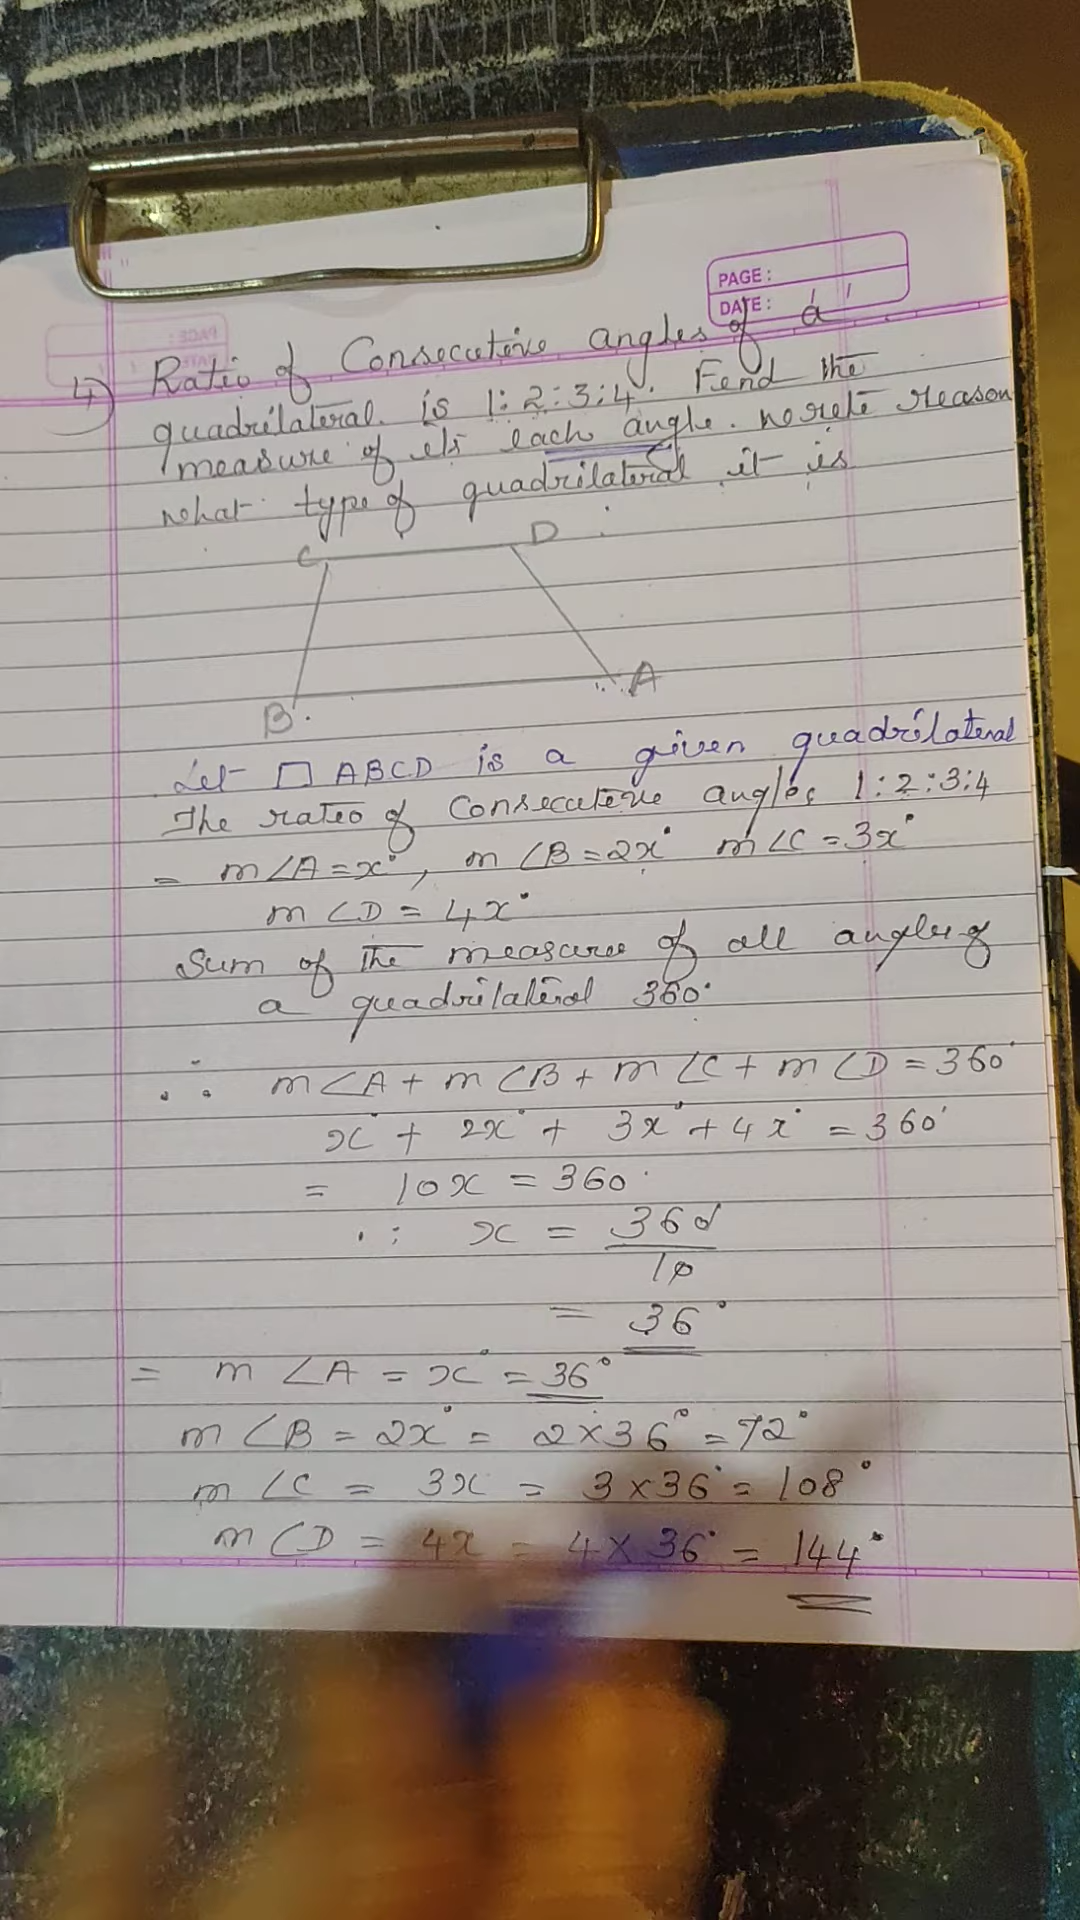 PAGE :
DATE :
4) Ratio of Consecutive angles of a
quadrilateral is 1:2:3:4. Find the
measure of its each angle. write reason
what type of quadrilateral it is
C D
B A
Let □ ABCD is a given quadrilateral
The ratio of Consecutive angles 1:2:3:4
= m∠A = x°, m∠B = 2x° m∠C = 3x°
m∠D = 4x°
Sum of the measures of all angles of
a quadrilateral 360°
∴ m∠A + m∠B + m∠C + m∠D = 360°
x° + 2x° + 3x° + 4x° = 360°
= 10x = 360°
∴ x = 360
10
= 36°
= m∠A = x° = 36°
m∠B = 2x° = 2×36° = 72°
m∠C = 3x = 3×36° = 108°
m∠D = 4x = 4×36° = 144°